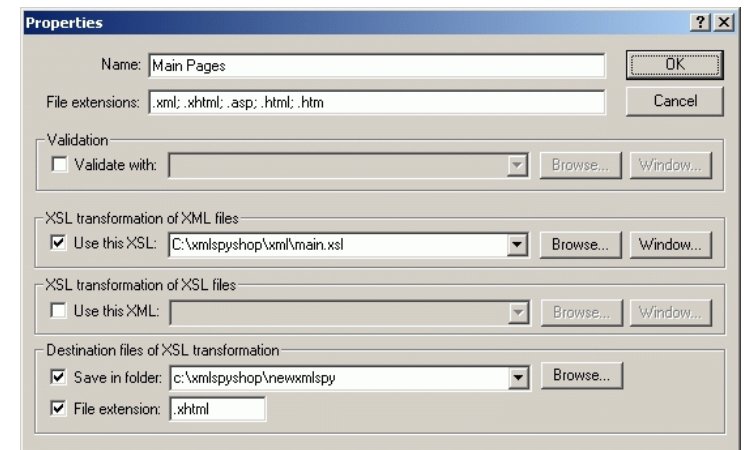 Properties
Name: Main Pages
OK
File extensions: .xml; .xhtml; .asp; .html; .htm
Cancel
Validation
Validate with: Browse... Window...
XSL transformation of XML files
Use this XSL: C:\xmlspyshop\xml\main.xsl Browse... Window...
XSL transformation of XSL files
Use this XML: Browse... Window...
Destination files of XSL transformation
Save in folder: c:\xmlspyshop\newxmlspy Browse...
File extension: .xhtml